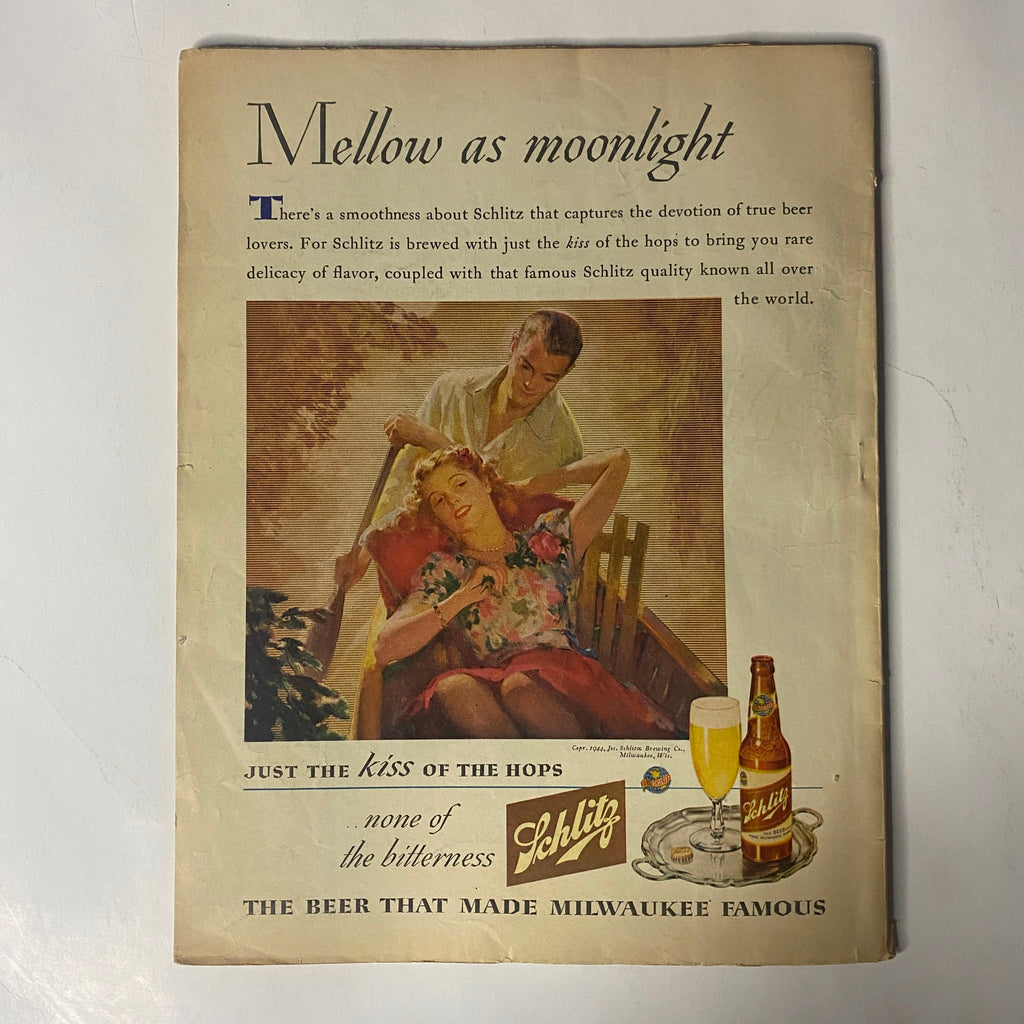 Mellow as moonlight
There's a smoothness about Schlitz that captures the devotion of true beer
lovers. For Schlitz is brewed with just the kiss of the hops to bring you rare
delicacy of flavor, coupled with that famous Schlitz quality known all over
the world.
Copr. 1944, Jos. Schlitz Brewing Co.,
Milwaukee, Wis.
JUST THE kiss OF THE HOPS
...none of
the bitterness
Schlitz
Schlitz
THE BEER THAT MADE MILWAUKEE FAMOUS